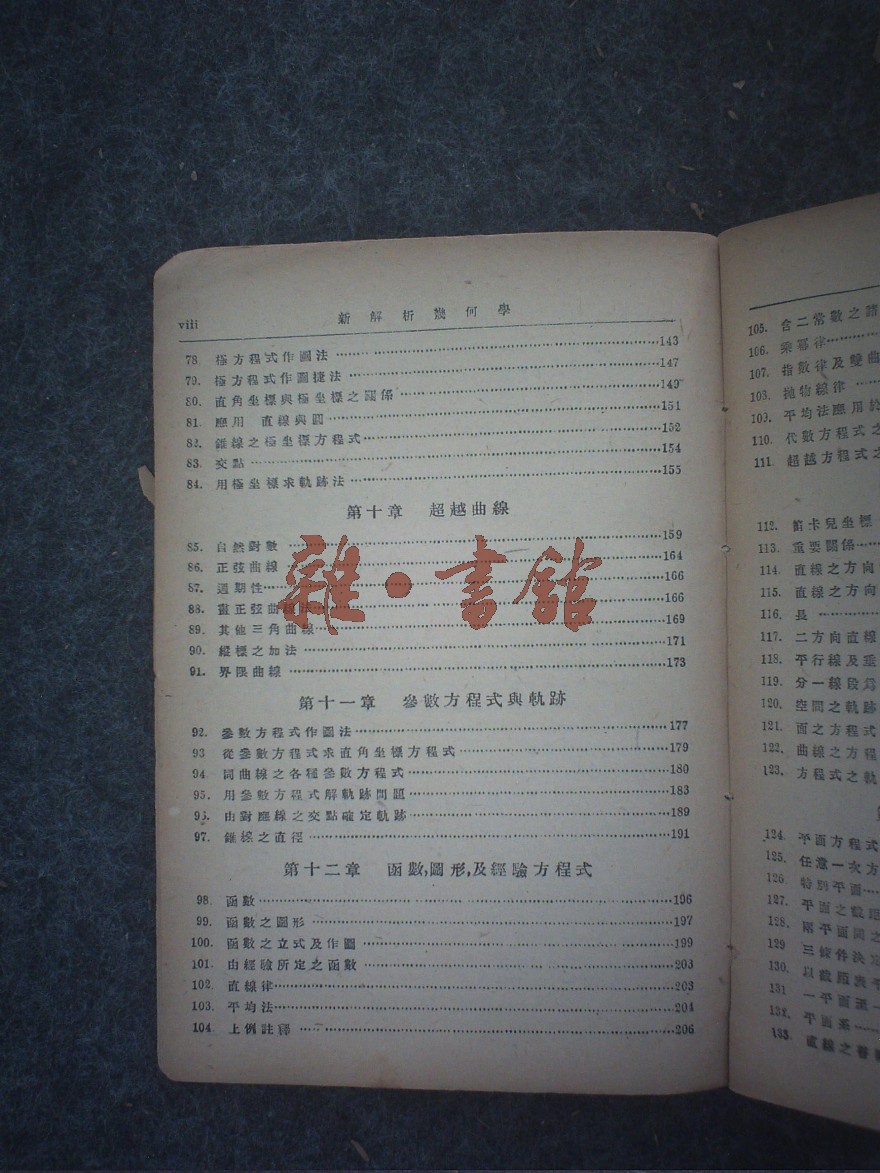 viii 新解析幾何學
78. 極方程式作圖法……143
79. 極方程式作圖捷法……147
80. 直角坐標與極坐標之關係……149
81. 應用 直線與圓……151
82. 錐線之極坐標方程式……152
83. 交點……154
84. 用極坐標求軌跡法……155
第十章 超越曲線
85. 自然對數……159
86. 正弦曲線……164
87. 週期性……166
88. 畫正弦曲線法……166
89. 其他三角曲線……169
90. 縱標之加法……171
91. 界限曲線……173
雜·書館
第十一章 參數方程式與軌跡
92. 參數方程式作圖法……177
93 從參數方程式求直角坐標方程式……179
94. 同曲線之各種參數方程式……180
95. 用參數方程式解軌跡問題……183
96. 由對應線之交點確定軌跡……189
97. 錐線之直徑……191
第十二章 函數,圖形,及經驗方程式
98. 函數……196
99. 函數之圖形……197
100. 函數之立式及作圖……199
101. 由經驗所定之函數……203
102. 直線律……203
103. 平均法……204
104. 上例註釋……206
105. 含二常數之諸
106. 乘冪律……
107. 指數律及雙曲
108. 拋物線律……
109. 平均法應用於
110. 代數方程式之
111. 超越方程式之
112. 笛卡兒坐標
113. 重要關係……
114. 直線之方向
115. 直線之方向
116. 長……
117. 二方向直線
118. 平行線及垂
119. 分一線段為
120. 空間之軌跡
121. 面之方程式
122. 曲線之方程
123. 方程式之軌
124. 平面方程式
125. 任意一次方
126. 特別平面……
127. 平面之截距
128. 兩平面間之
129 三條件決定
130. 以截距表平
131 一平面至一
132. 平面系……
133. 直線之普